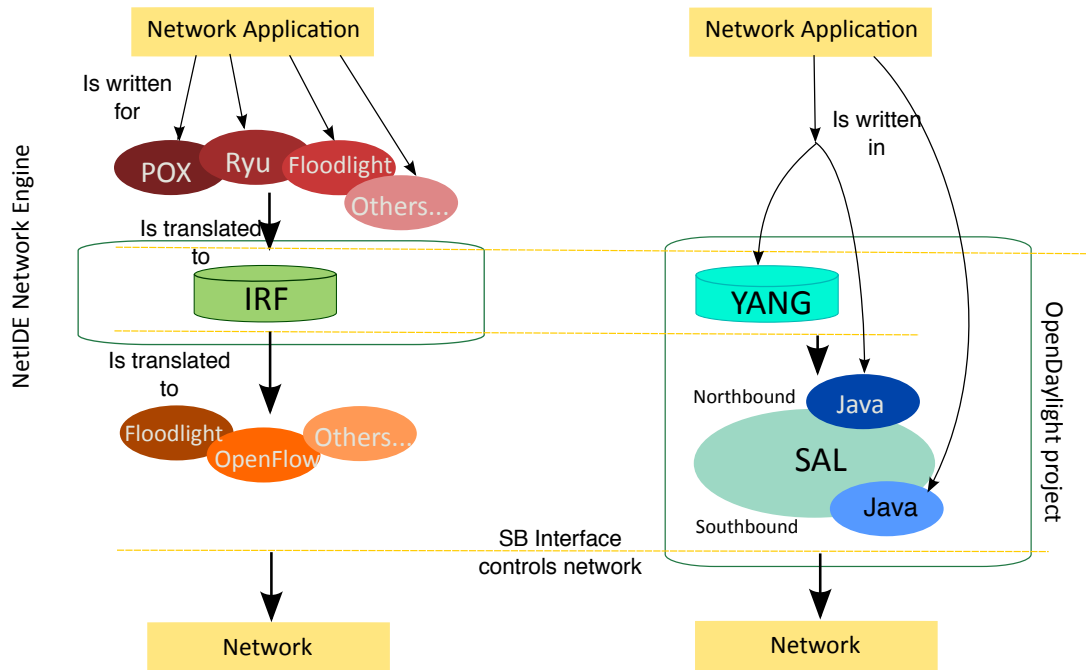 Network Application
Network Application
Is written
for
Is written
in
POX
Ryu
Floodlight
Others...
NetIDE Network Engine
Is translated
to
IRF
YANG
OpenDaylight project
Is translated
to
Northbound
Java
Floodlight
OpenFlow
Others...
SAL
Java
Southbound
SB Interface
controls network
Network
Network